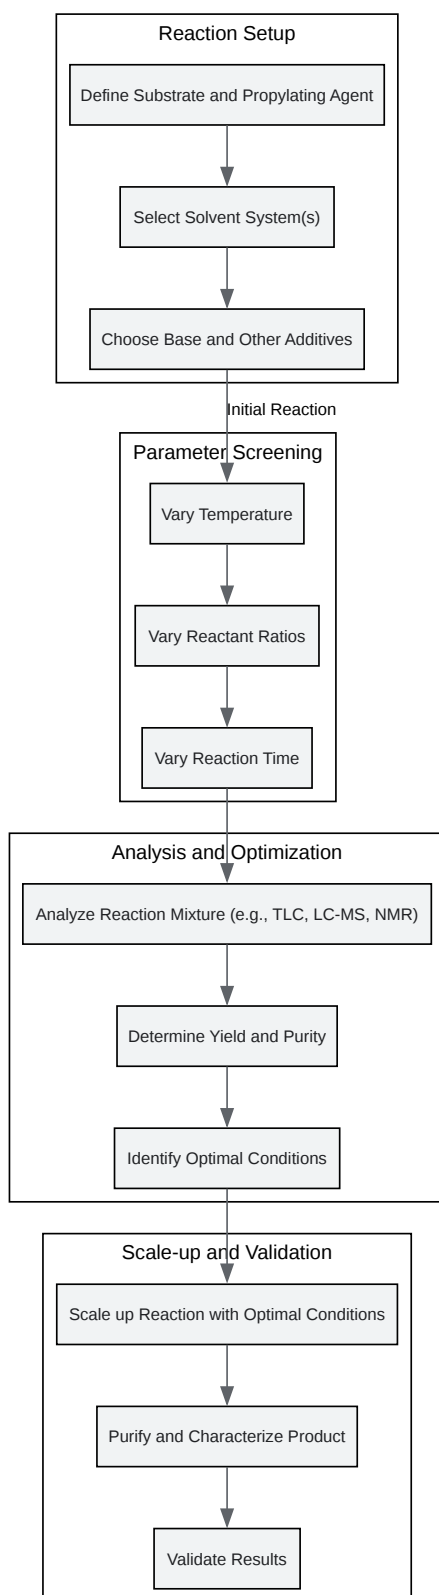 Reaction Setup
Define Substrate and Propylating Agent
Select Solvent System(s)
Choose Base and Other Additives
Initial Reaction
Parameter Screening
Vary Temperature
Vary Reactant Ratios
Vary Reaction Time
Analysis and Optimization
Analyze Reaction Mixture (e.g., TLC, LC-MS, NMR)
Determine Yield and Purity
Identify Optimal Conditions
Scale-up and Validation
Scale up Reaction with Optimal Conditions
Purify and Characterize Product
Validate Results